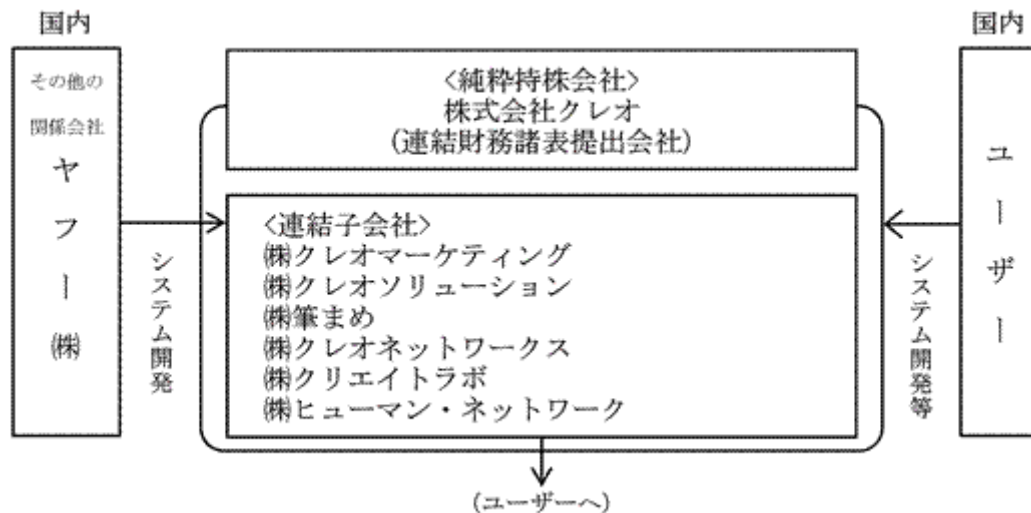 国内
その他の
関係会社
ヤフー㈱
システム開発
<純粋持株会社>
株式会社クレオ
(連結財務諸表提出会社)
<連結子会社>
㈱クレオマーケティング
㈱クレオソリューション
㈱筆まめ
㈱クレオネットワークス
㈱クリエイトラボ
㈱ヒューマン・ネットワーク
(ユーザーへ)
国内
ユーザー
システム開発等